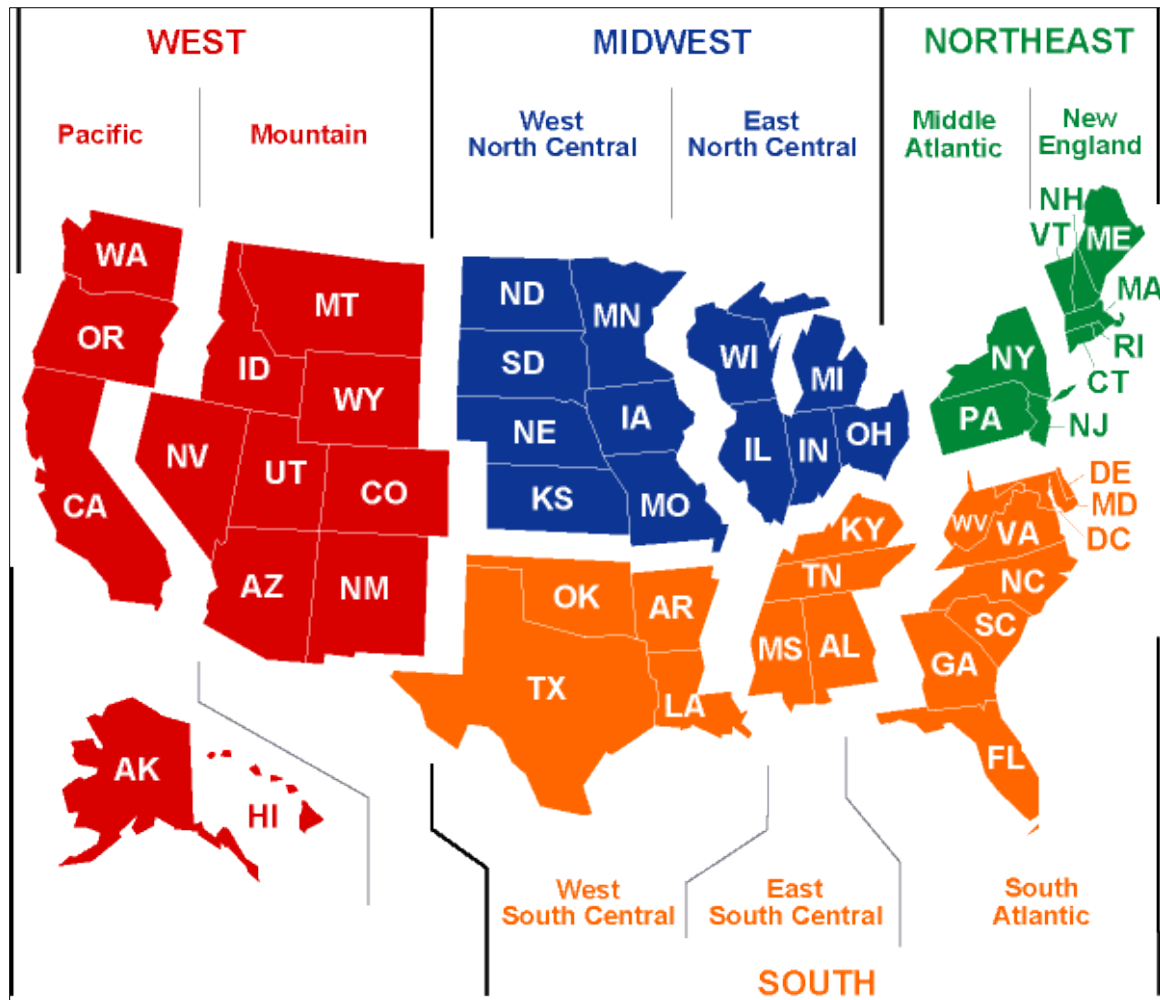 WEST
MIDWEST
NORTHEAST
Pacific
Mountain
West
North Central
East
North Central
Middle
Atlantic
New
England
WA
OR
CA
MT
ID
WY
NV
UT
CO
AZ
NM
AK
HI
ND
MN
SD
NE
IA
KS
MO
WI
MI
IL
IN
OH
NH
VT
ME
MA
RI
CT
NY
PA
NJ
OK
AR
TX
LA
KY
TN
MS
AL
DE
MD
DC
WV
VA
NC
SC
GA
FL
West
South Central
East
South Central
South
Atlantic
SOUTH